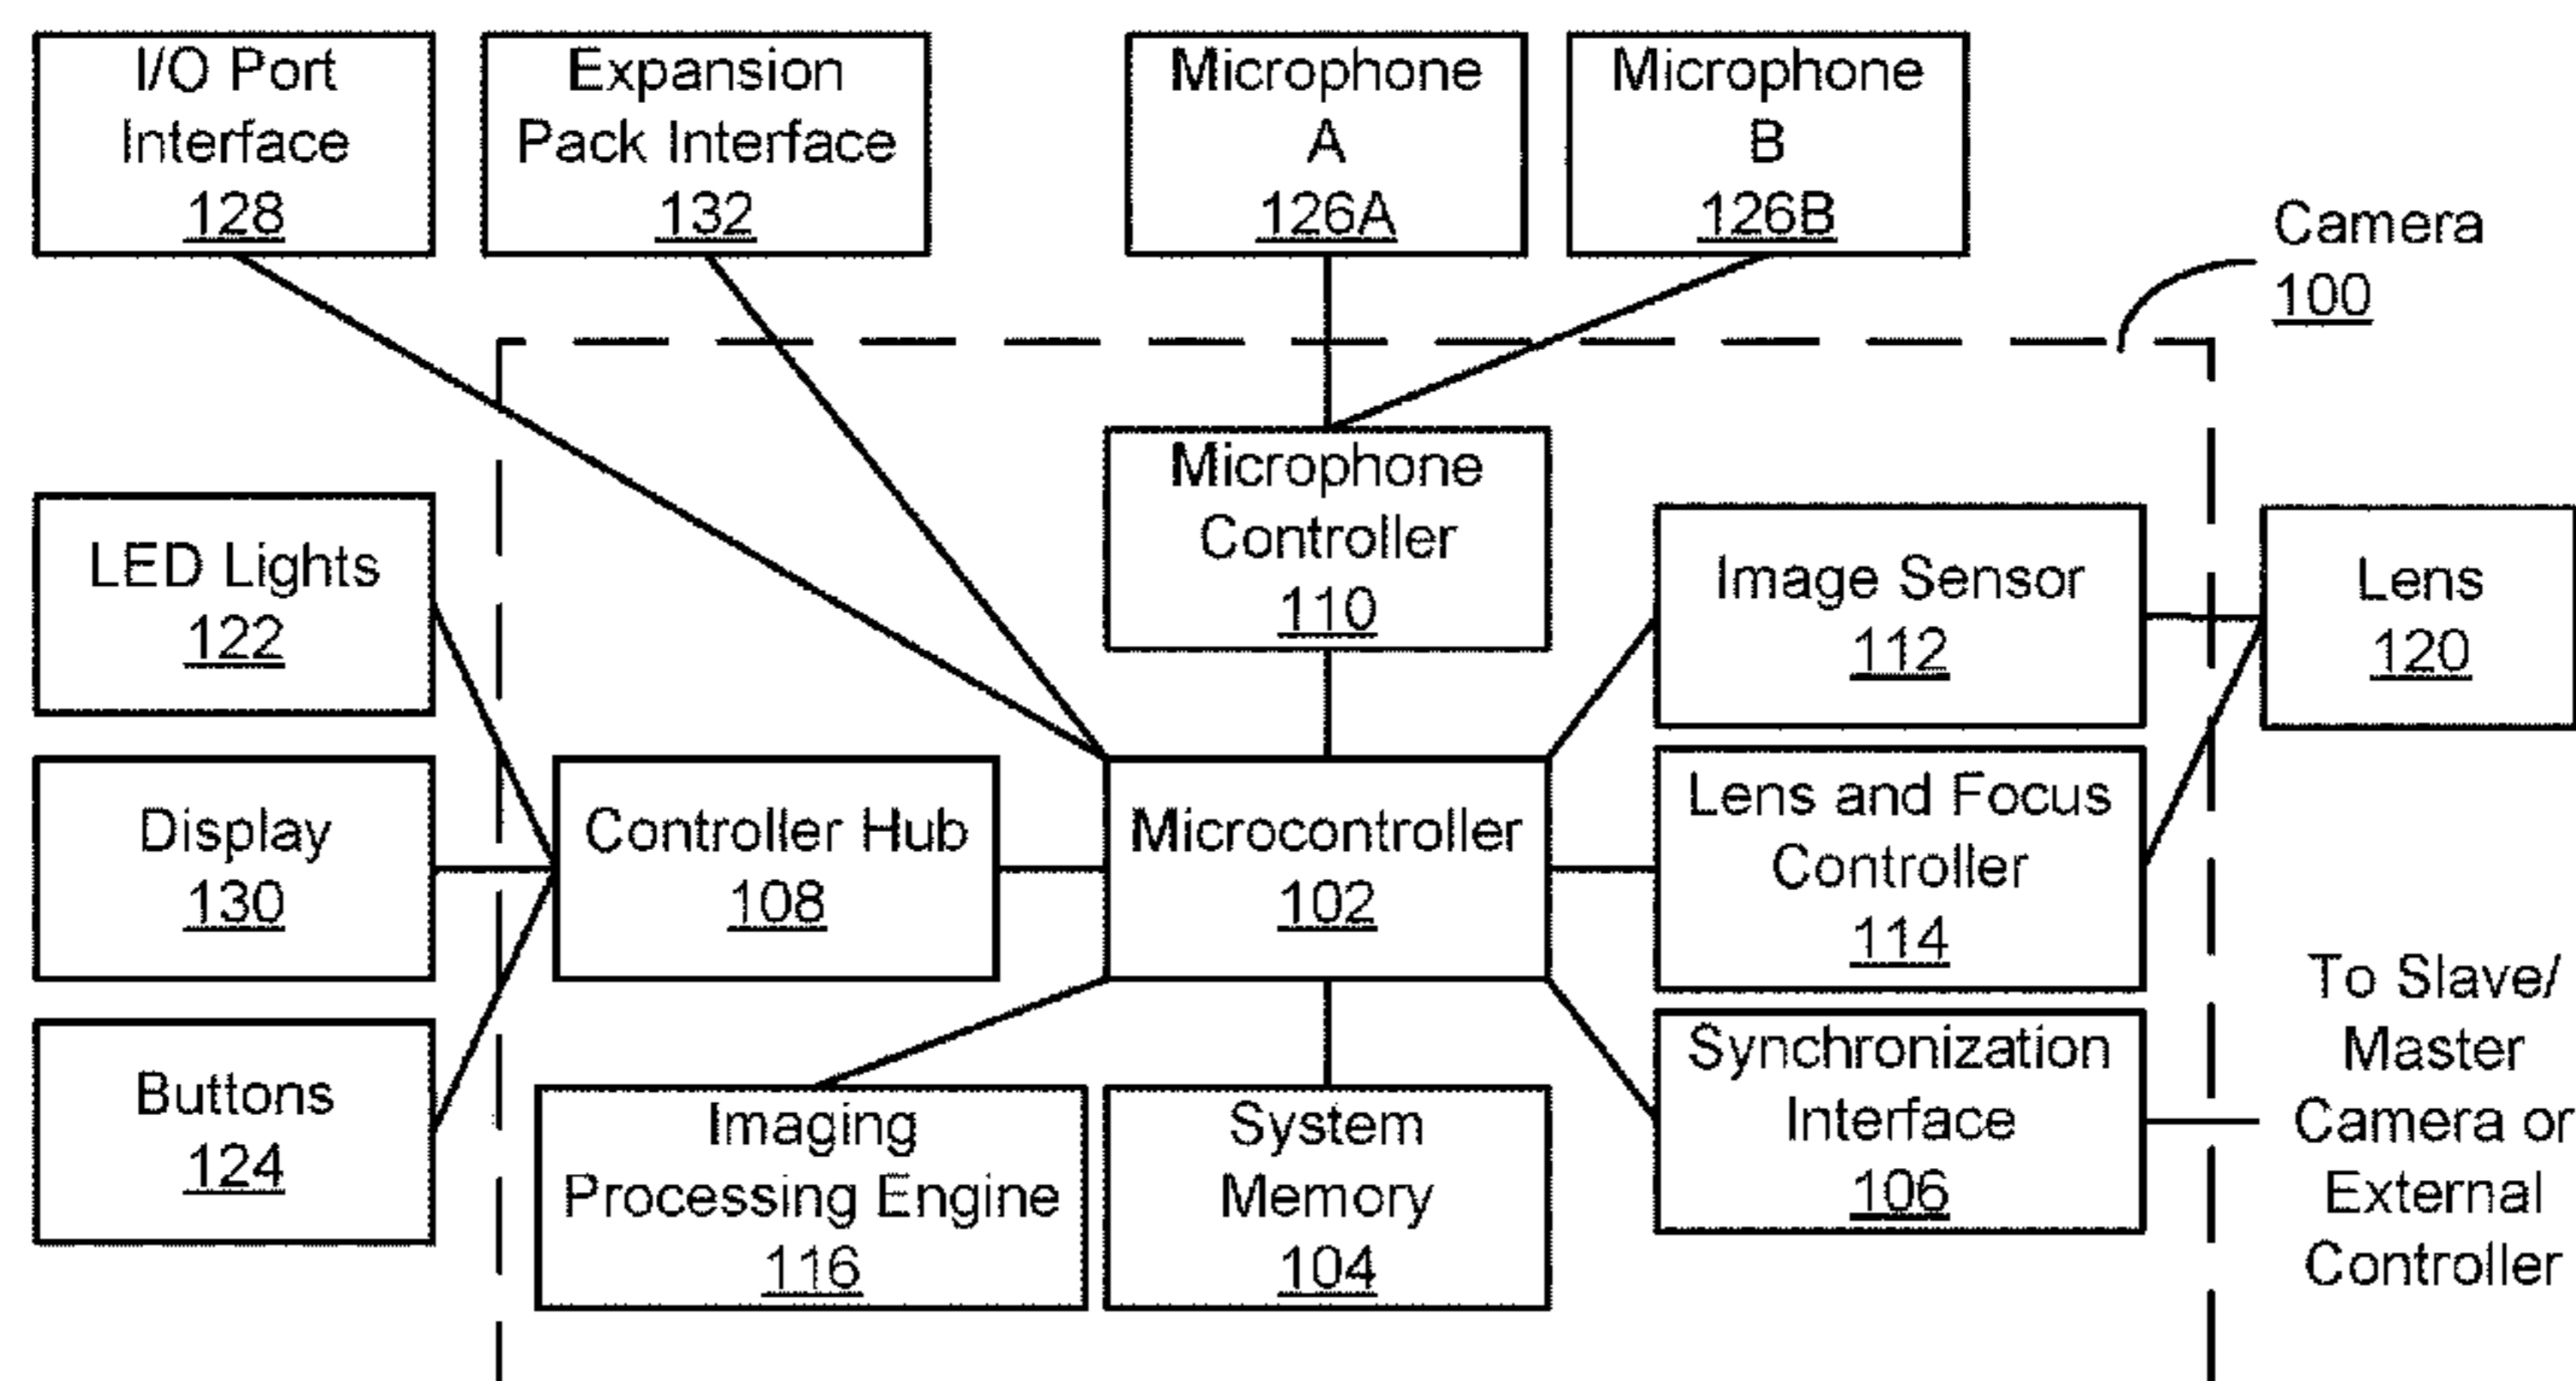 I/O Port
Interface
128
Expansion
Pack Interface
132
Microphone
A
126A
Microphone
B
126B
Camera
100
Microphone
Controller
110
LED Lights
122
Image Sensor
112
Lens
120
Display
130
Controller Hub
108
Microcontroller
102
Lens and Focus
Controller
114
Buttons
124
Imaging
Processing Engine
116
System
Memory
104
Synchronization
Interface
106
To Slave/
Master
Camera or
External
Controller